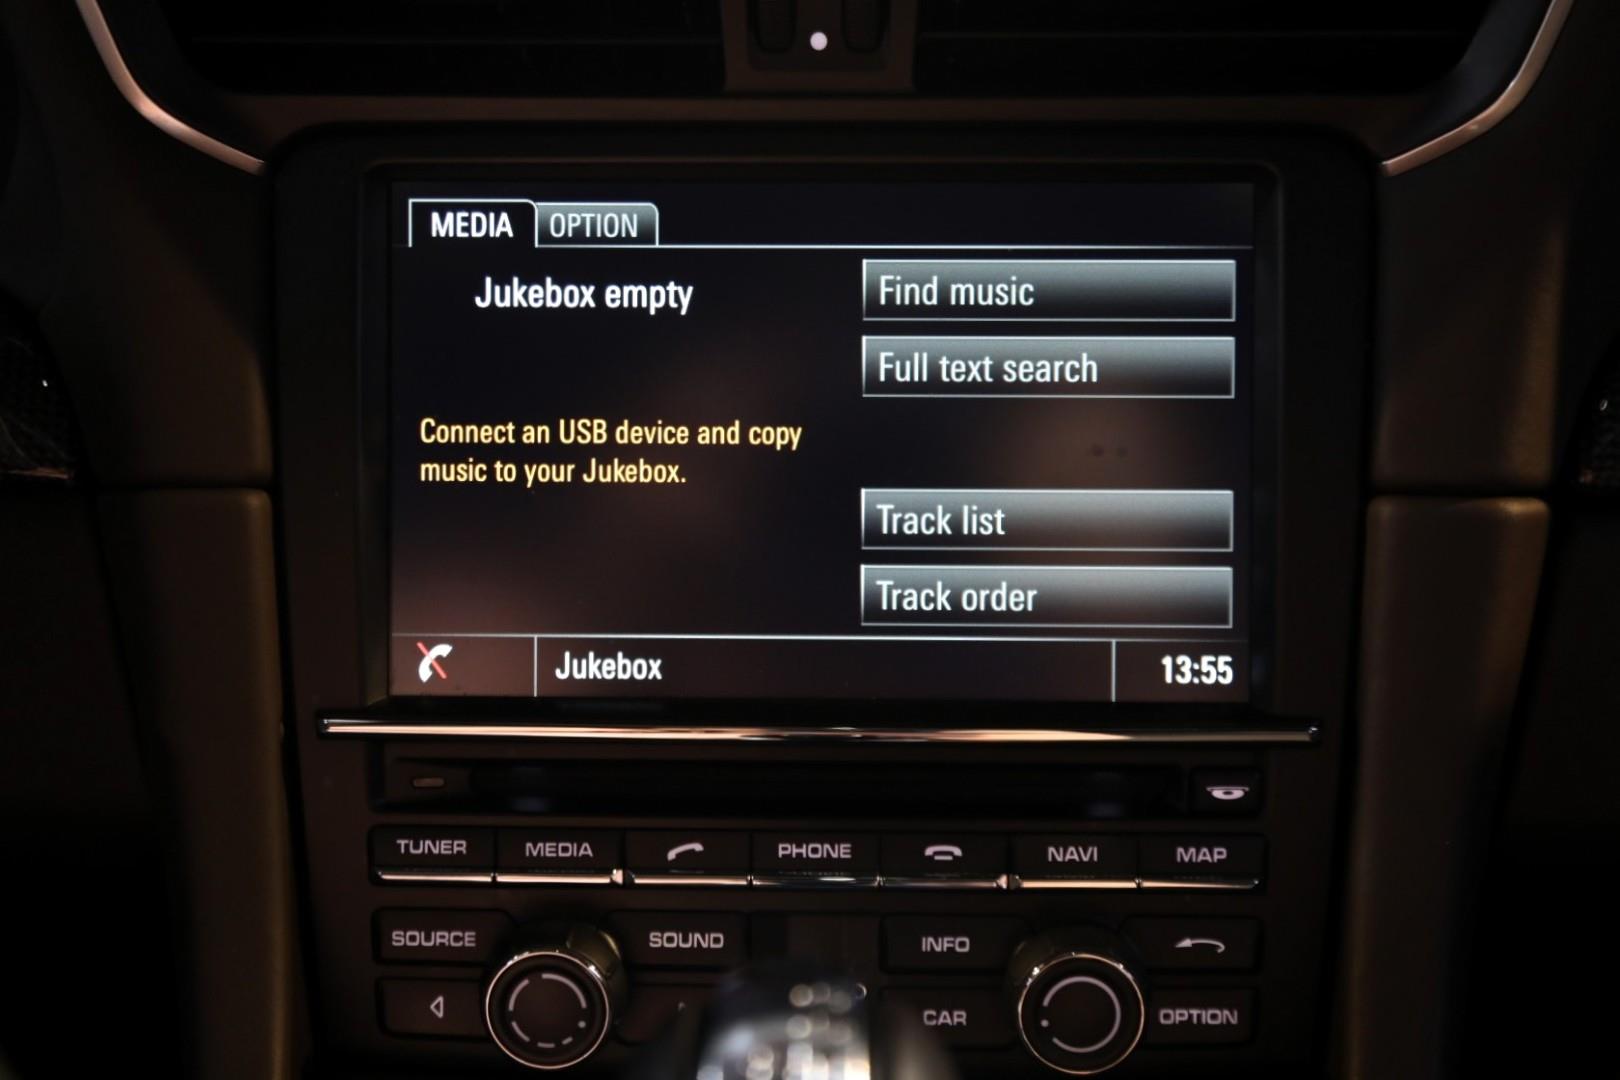 MEDIA
OPTION
Jukebox empty
Find music
Full text search
Connect an USB device and copy
music to your Jukebox.
Track list
Track order
Jukebox
13:55
TUNER
MEDIA
PHONE
NAVI
MAP
SOURCE
SOUND
INFO
CAR
OPTION